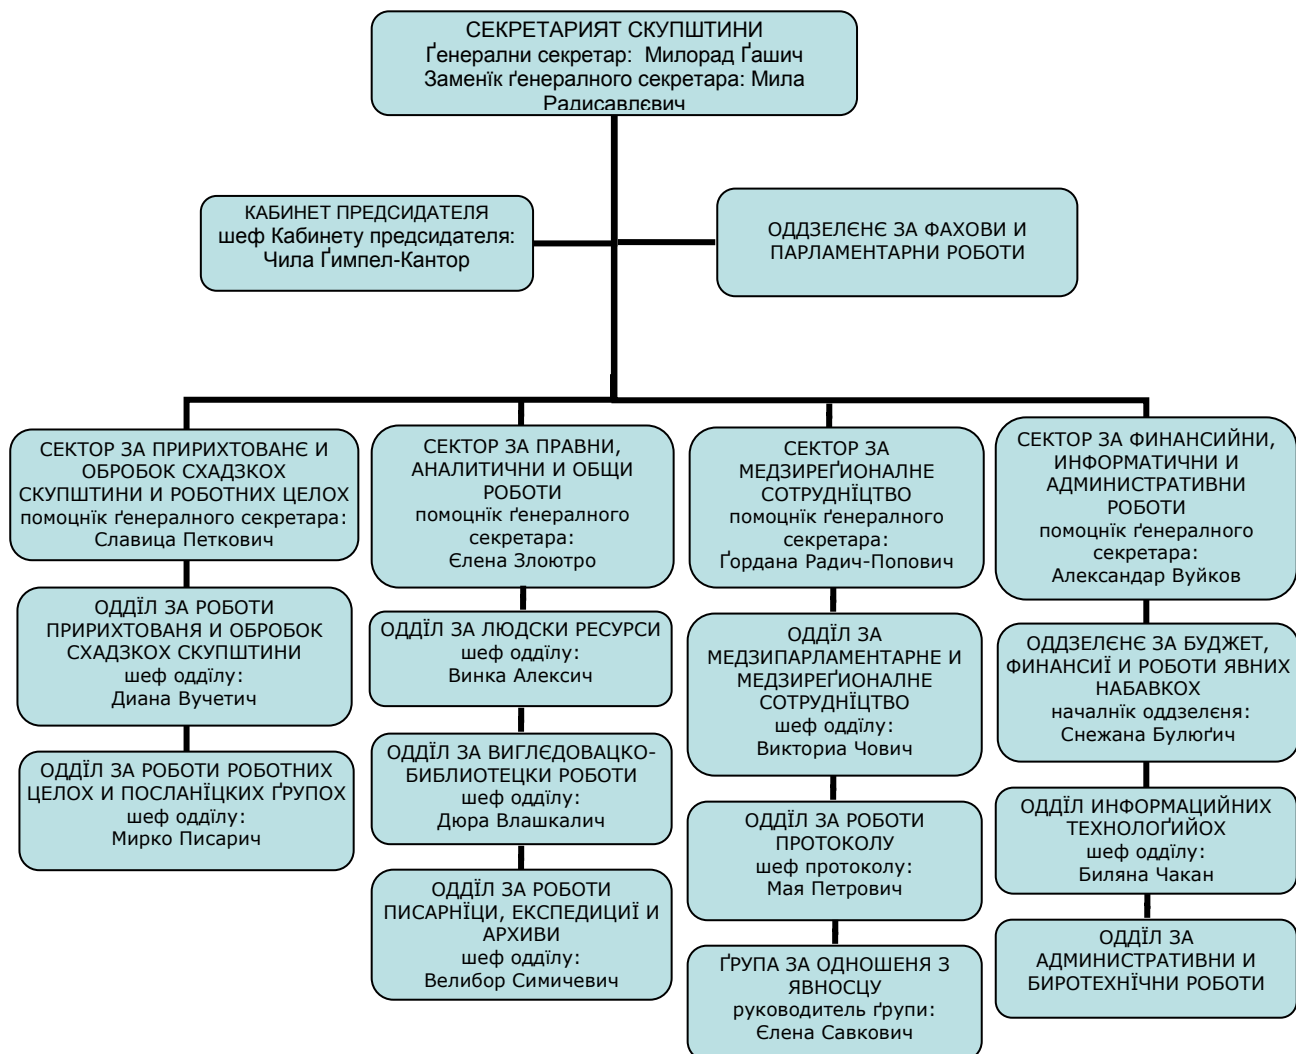 СЕКРЕТАРИЯТ СКУПШТИНИ
Ґенерални секретар: Милорад Ґашич
Заменїк ґенералного секретара: Мила
Радисавлєвич
КАБИНЕТ ПРЕДСИДАТЕЛЯ
шеф Кабинету предсидателя:
Чила Ґимпел-Кантор
ОДДЗЕЛЄНЄ ЗА ФАХОВИ И
ПАРЛАМЕНТАРНИ РОБОТИ
СЕКТОР ЗА ПРИРИХТОВАНЄ И
ОБРОБОК СХАДЗКОХ
СКУПШТИНИ И РОБОТНИХ ЦЕЛОХ
помоцнїк ґенералного секретара:
Славица Петкович
ОДДЇЛ ЗА РОБОТИ
ПРИРИХТОВАНЯ И ОБРОБОК
СХАДЗКОХ СКУПШТИНИ
шеф оддїлу:
Диана Вучетич
ОДДЇЛ ЗА РОБОТИ РОБОТНИХ
ЦЕЛОХ И ПОСЛАНЇЦКИХ ҐРУПОХ
шеф оддїлу:
Мирко Писарич
СЕКТОР ЗА ПРАВНИ,
АНАЛИТИЧНИ И ОБЩИ
РОБОТИ
помоцнїк ґенералного
секретара:
Єлена Злоютро
ОДДЇЛ ЗА ЛЮДСКИ РЕСУРСИ
шеф оддїлу:
Винка Алексич
ОДДЇЛ ЗА ВИГЛЄДОВАЦКО-
БИБЛИОТЕЦКИ РОБОТИ
шеф оддїлу:
Дюра Влашкалич
ОДДЇЛ ЗА РОБОТИ
ПИСАРНЇЦИ, ЕКСПЕДИЦИЇ И
АРХИВИ
шеф оддїлу:
Велибор Симичевич
СЕКТОР ЗА
МЕДЗИРЕҐИОНАЛНЕ
СОТРУДНЇЦТВО
помоцнїк ґенералного
секретара:
Ґордана Радич-Попович
ОДДЇЛ ЗА
МЕДЗИПАРЛАМЕНТАРНЕ И
МЕДЗИРЕҐИОНАЛНЕ
СОТРУДНЇЦТВО
шеф оддїлу:
Викториа Чович
ОДДЇЛ ЗА РОБОТИ
ПРОТОКОЛУ
шеф протоколу:
Мая Петрович
ҐРУПА ЗА ОДНОШЕНЯ З
ЯВНОСЦУ
руководитель ґрупи:
Єлена Савкович
СЕКТОР ЗА ФИНАНСИЙНИ,
ИНФОРМАТИЧНИ И
АДМИНИСТРАТИВНИ
РОБОТИ
помоцнїк ґенералного
секретара:
Александар Вуйков
ОДДЗЕЛЄНЄ ЗА БУДЖЕТ,
ФИНАНСИЇ И РОБОТИ ЯВНИХ
НАБАВКОХ
началнїк оддзелєня:
Снежана Булюґич
ОДДЇЛ ИНФОРМАЦИЙНИХ
ТЕХНОЛОҐИЙОХ
шеф оддїлу:
Биляна Чакан
ОДДЇЛ ЗА
АДМИНИСТРАТИВНИ И
БИРОТЕХНЇЧНИ РОБОТИ